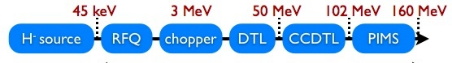 45 keV 3 MeV 50 MeV 102 MeV 160 MeV
H⁻ source RFQ chopper DTL CCDTL PIMS